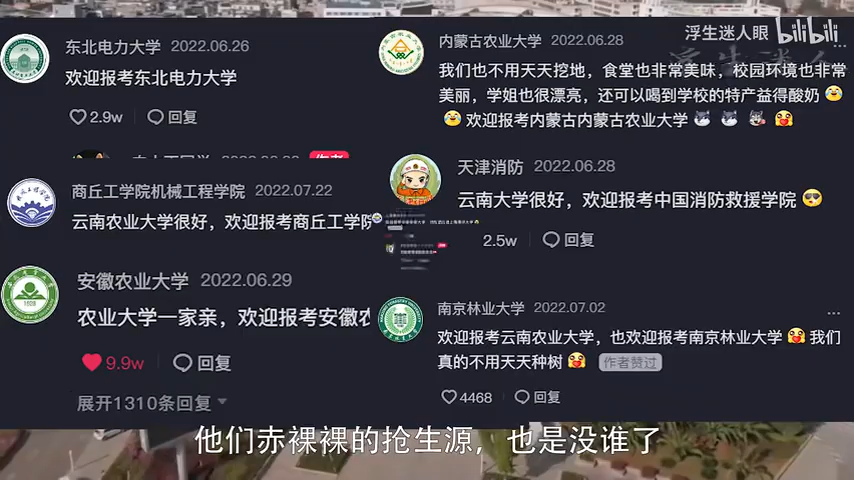 浮生迷人眼
bilibili
东北电力大学 2022.06.26
欢迎报考东北电力大学
2.9w 回复
商丘工学院机械工程学院 2022.07.22
云南农业大学很好，欢迎报考商丘工学院
安徽农业大学 2022.06.29
农业大学一家亲，欢迎报考安徽农
9.9w 回复
展开1310条回复
内蒙古农业大学 2022.06.28
我们也不用天天挖地，食堂也非常美味，校园环境也非常
美丽，学姐也很漂亮，还可以喝到学校的特产益得酸奶😂
😂欢迎报考内蒙古内蒙古农业大学
天津消防 2022.06.28
云南大学很好，欢迎报考中国消防救援学院😎
2.5w 回复
南京林业大学 2022.07.02
欢迎报考云南农业大学，也欢迎报考南京林业大学🥰我们
真的不用天天种树🥰 作者赞过
4468 回复
他们赤裸裸的抢生源，也是没谁了